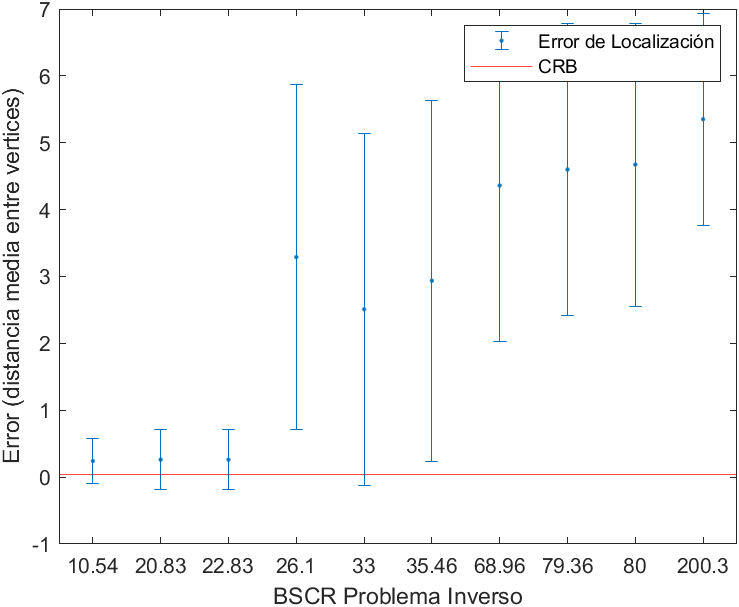 7
6
5
4
3
2
1
0
-1
Error (distancia media entre vertices)
Error de Localización
CRB
10.54 20.83 22.83 26.1 33 35.46 68.96 79.36 80 200.3
BSCR Problema Inverso